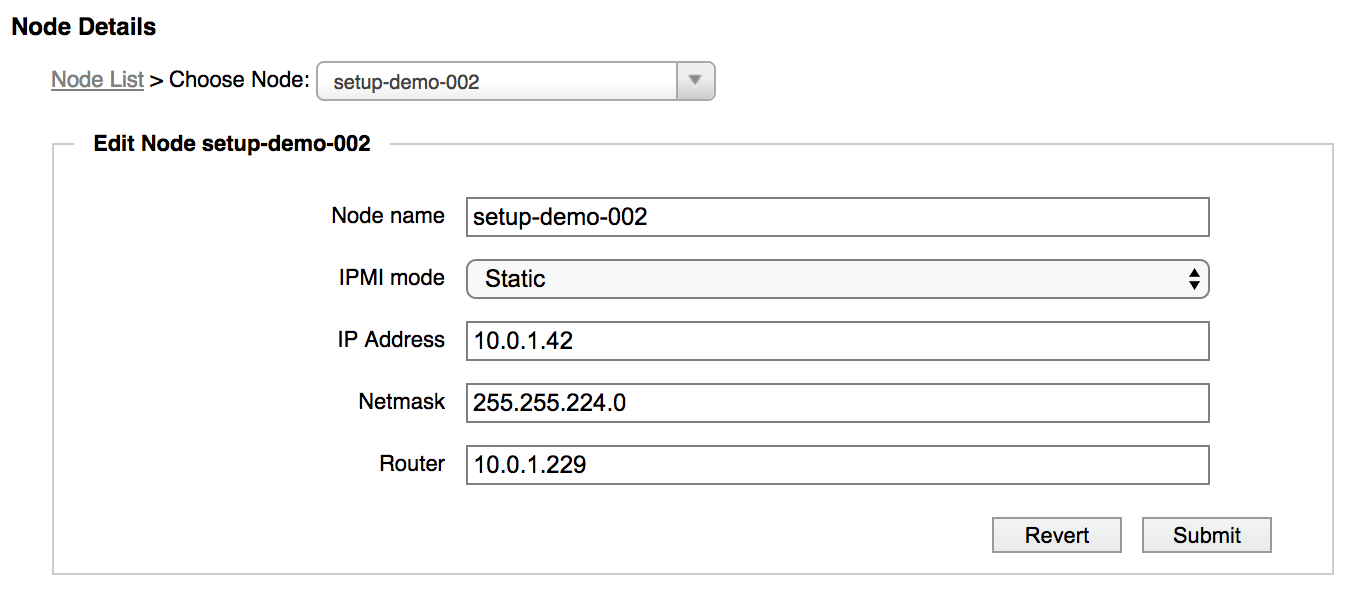 Node Details
Node List > Choose Node: setup-demo-002
Edit Node setup-demo-002
Node name setup-demo-002
IPMI mode Static
IP Address 10.0.1.42
Netmask 255.255.224.0
Router 10.0.1.229
Revert Submit